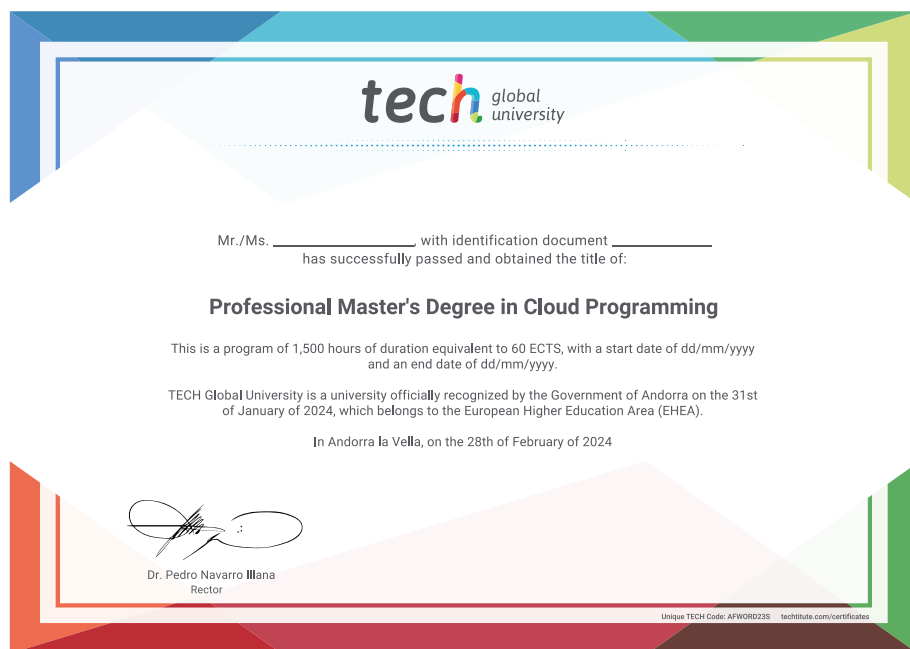 tech global
university
Mr./Ms. ____________, with identification document ____________
has successfully passed and obtained the title of:
Professional Master's Degree in Cloud Programming
This is a program of 1,500 hours of duration equivalent to 60 ECTS, with a start date of dd/mm/yyyy
and an end date of dd/mm/yyyy.
TECH Global University is a university officially recognized by the Government of Andorra on the 31st
of January of 2024, which belongs to the European Higher Education Area (EHEA).
In Andorra la Vella, on the 28th of February of 2024
Dr. Pedro Navarro Illana
Rector
Unique TECH Code: AFWORD23S techtitute.com/certificates